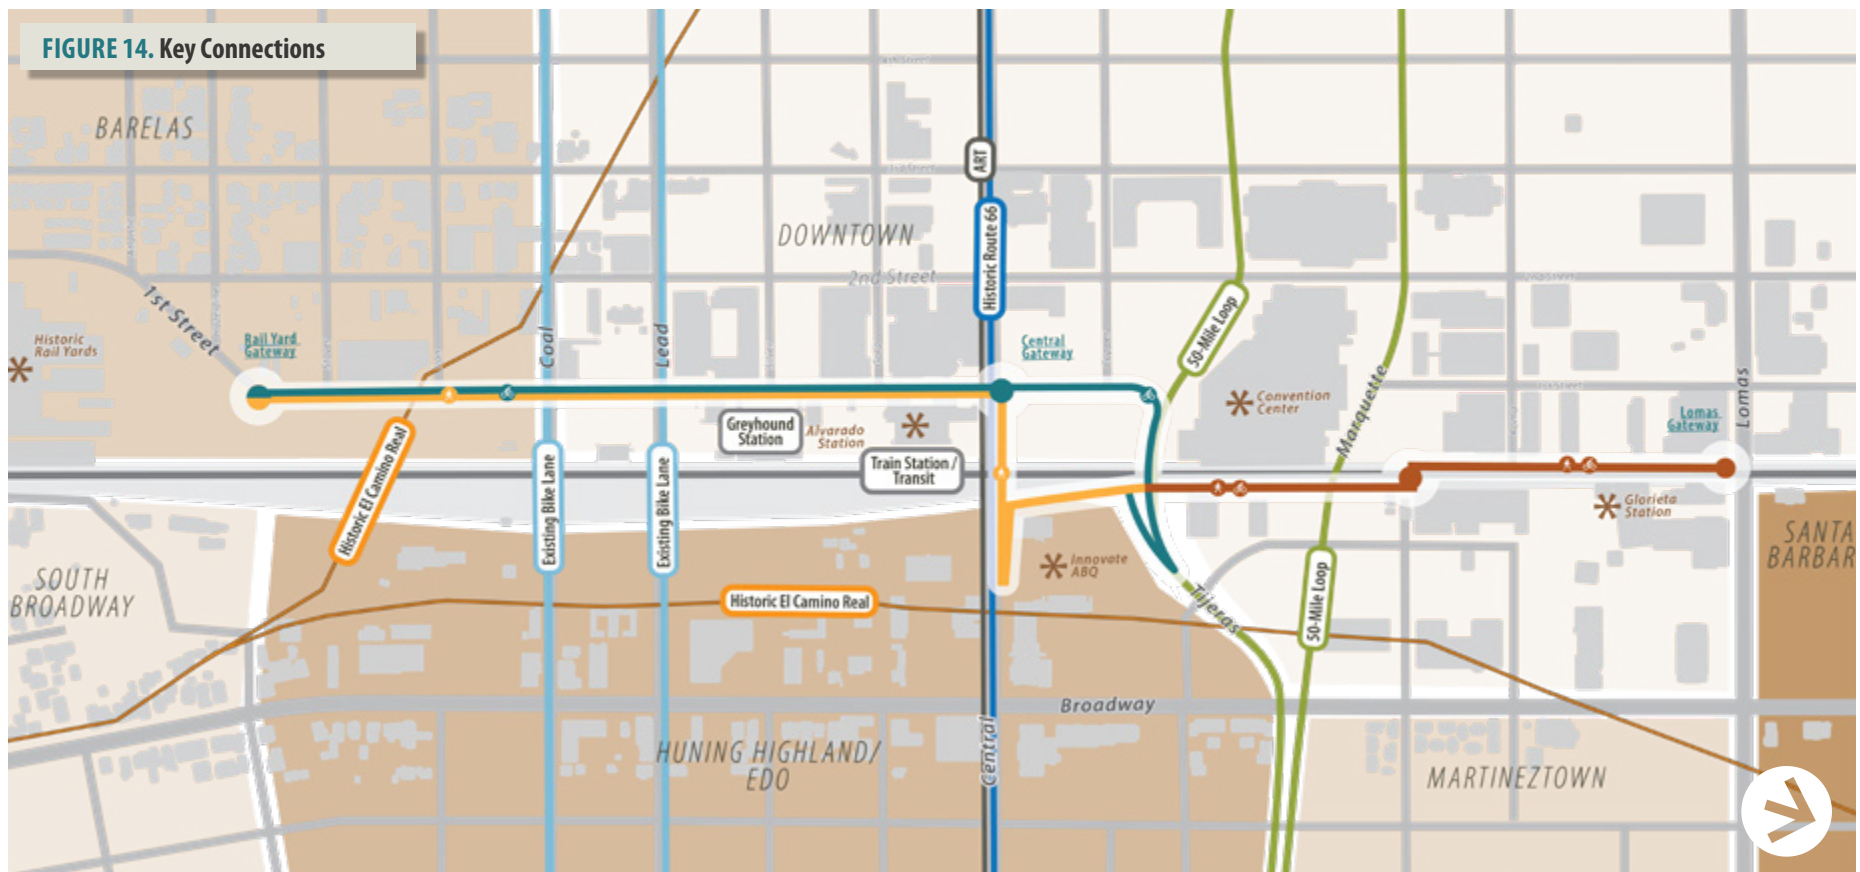 FIGURE 14. Key Connections
BARELAS
ART
DOWNTOWN
Historic Route 66
2nd Street
1st Street
Historic
Rail Yards
Rail Yard
Gateway
Coal
Lead
Central
Gateway
50-Mile Loop
Convention
Center
Marquette
Lomas
Gateway
Lomas
Greyhound
Station
Alvarado
Station
Train Station /
Transit
Historic El Camino Real
Existing Bike Lane
Existing Bike Lane
Glorieta
Station
SANTA
BARBAR
Innovate
ABQ
SOUTH
BROADWAY
Historic El Camino Real
Tijeras
50-Mile Loop
Broadway
Central
HUNING HIGHLAND/
EDO
MARTINEZTOWN